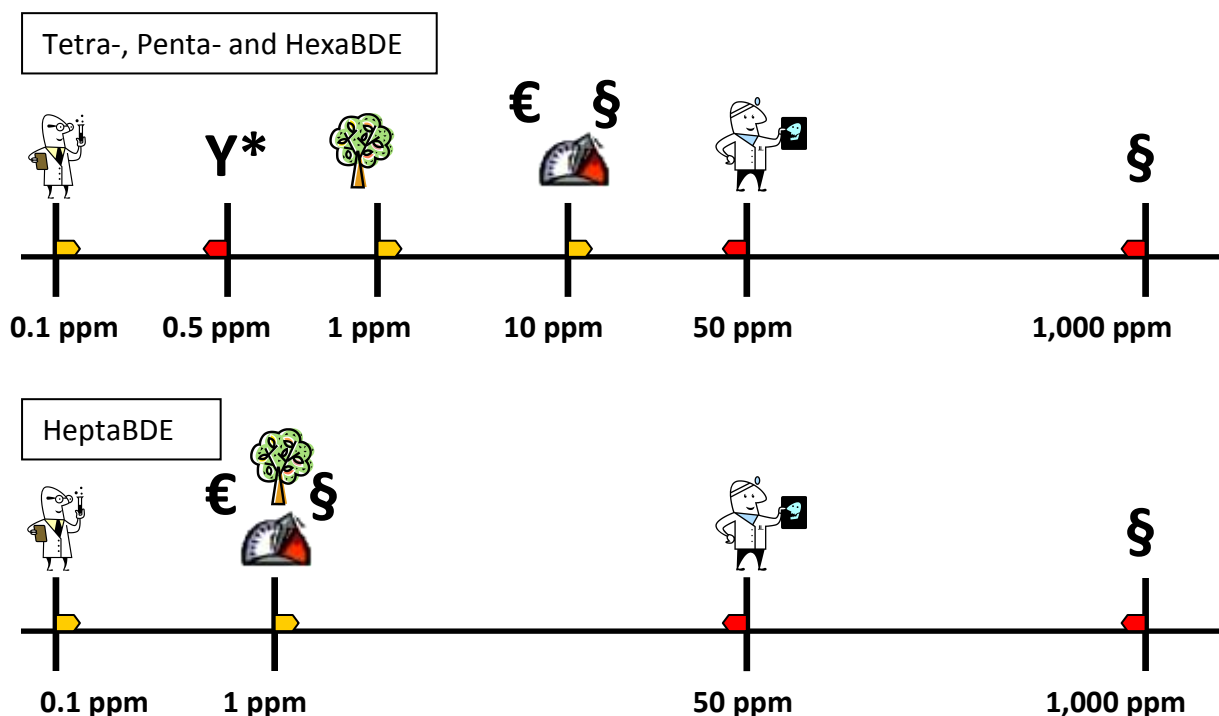 Tetra-, Penta- and HexaBDE
€ §
Y*
§
0.1 ppm 0.5 ppm 1 ppm 10 ppm 50 ppm 1,000 ppm
HeptaBDE
€ §
§
0.1 ppm 1 ppm 50 ppm 1,000 ppm